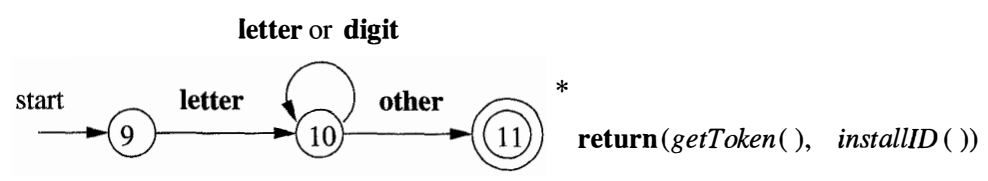 letter or digit
start letter other *
9 10 11 return(getToken( ), installID ( ))